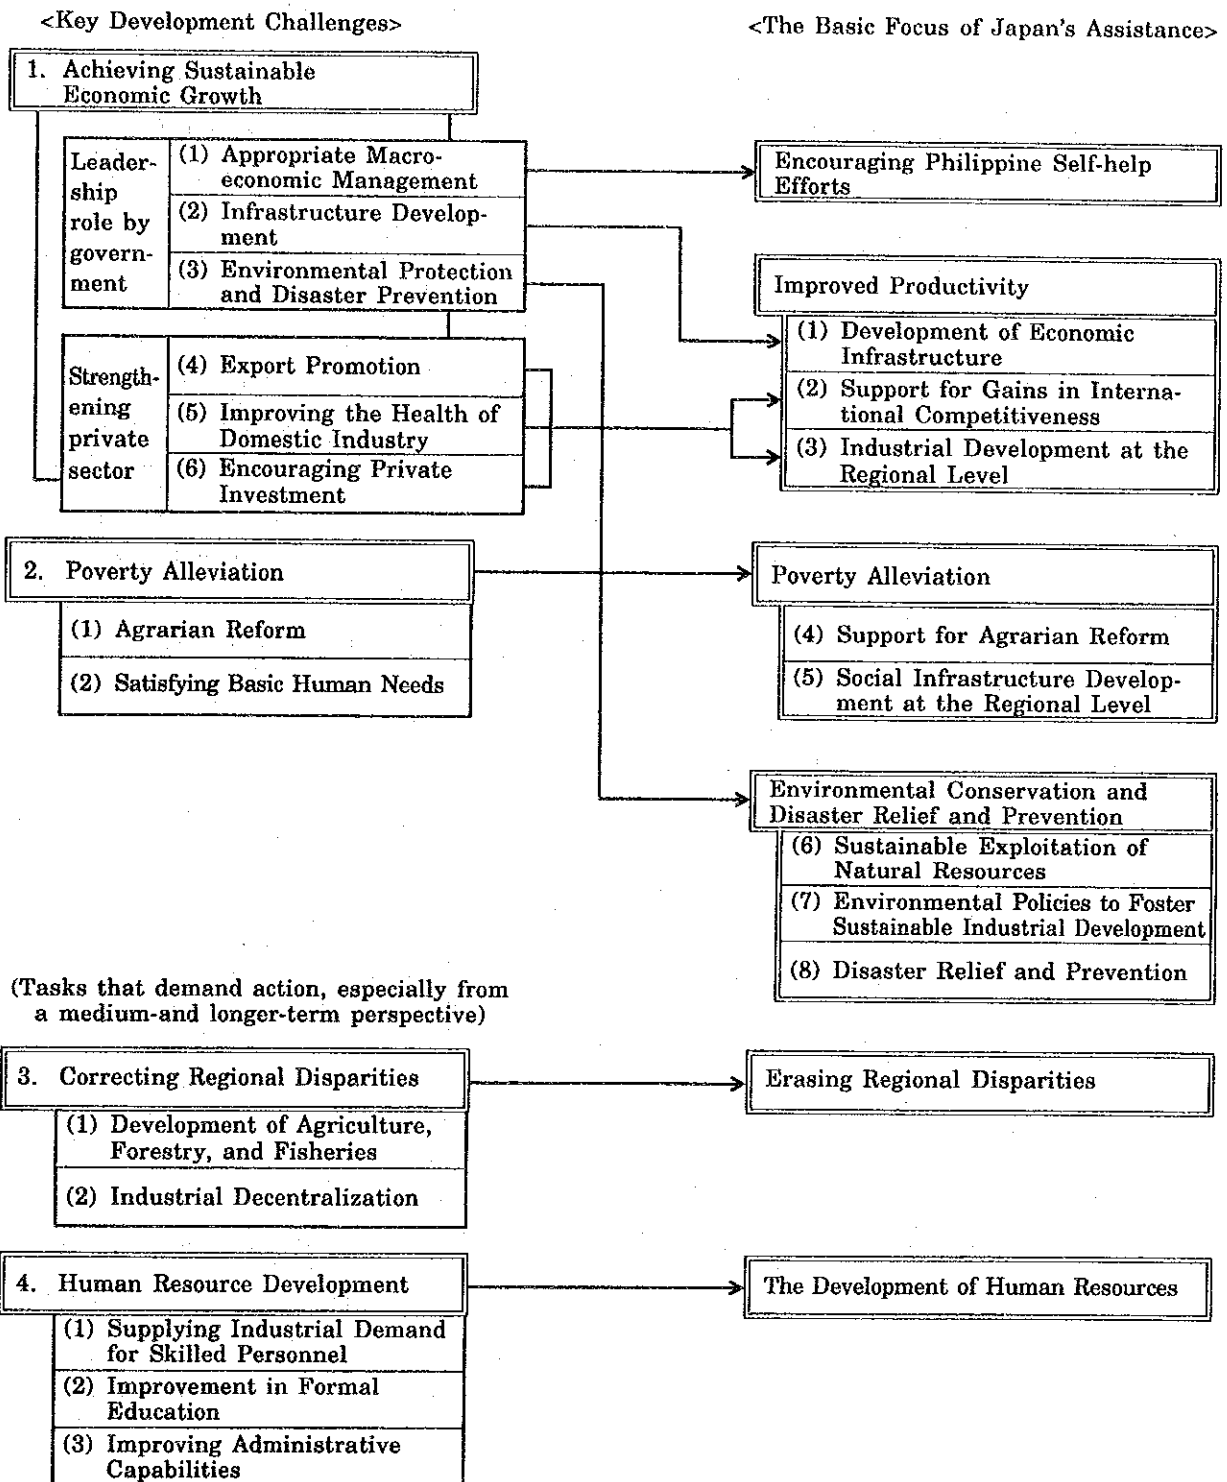 <Key Development Challenges>
1. Achieving Sustainable
Economic Growth
Leader-
ship
role by
govern-
ment
(1) Appropriate Macro-
economic Management
(2) Infrastructure Develop-
ment
(3) Environmental Protection
and Disaster Prevention
Strength-
ening
private
sector
(4) Export Promotion
(5) Improving the Health of
Domestic Industry
(6) Encouraging Private
Investment
2. Poverty Alleviation
(1) Agrarian Reform
(2) Satisfying Basic Human Needs
(Tasks that demand action, especially from
a medium-and longer-term perspective)
3. Correcting Regional Disparities
(1) Development of Agriculture,
Forestry, and Fisheries
(2) Industrial Decentralization
4. Human Resource Development
(1) Supplying Industrial Demand
for Skilled Personnel
(2) Improvement in Formal
Education
(3) Improving Administrative
Capabilities
<The Basic Focus of Japan's Assistance>
Encouraging Philippine Self-help
Efforts
Improved Productivity
(1) Development of Economic
Infrastructure
(2) Support for Gains in Interna-
tional Competitiveness
(3) Industrial Development at the
Regional Level
Poverty Alleviation
(4) Support for Agrarian Reform
(5) Social Infrastructure Develop-
ment at the Regional Level
Environmental Conservation and
Disaster Relief and Prevention
(6) Sustainable Exploitation of
Natural Resources
(7) Environmental Policies to Foster
Sustainable Industrial Development
(8) Disaster Relief and Prevention
Erasing Regional Disparities
The Development of Human Resources